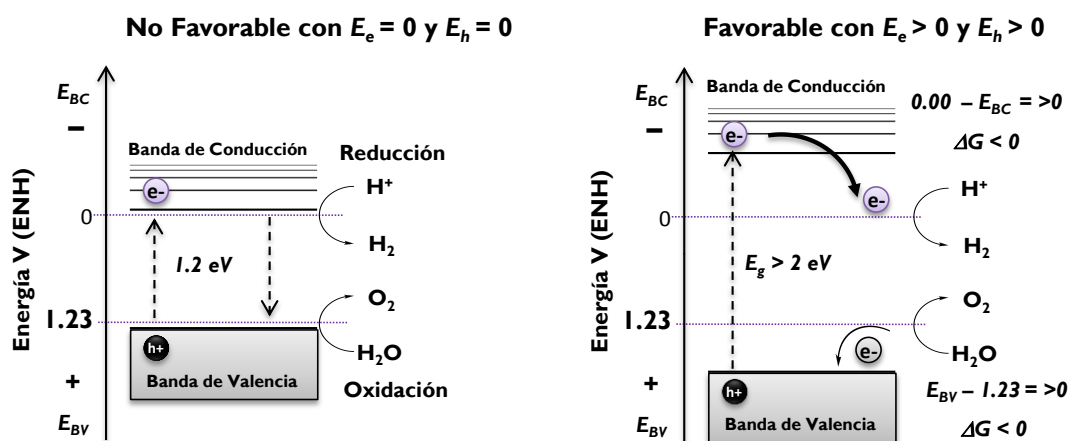 No Favorable con Ee = 0 y Eh = 0
Energía V (ENH)
EBC
−
Banda de Conducción
Reducción
e-
H+
0
H2
1.2 eV
O2
1.23
h+
H2O
+
Banda de Valencia
Oxidación
EBV
Favorable con Ee > 0 y Eh > 0
Energía V (ENH)
EBC
−
Banda de Conducción
0.00 – EBC = >0
ΔG < 0
e-
e-
H+
0
H2
Eg > 2 eV
O2
1.23
e-
H2O
+
h+
EBV – 1.23 = >0
EBV
Banda de Valencia
ΔG < 0